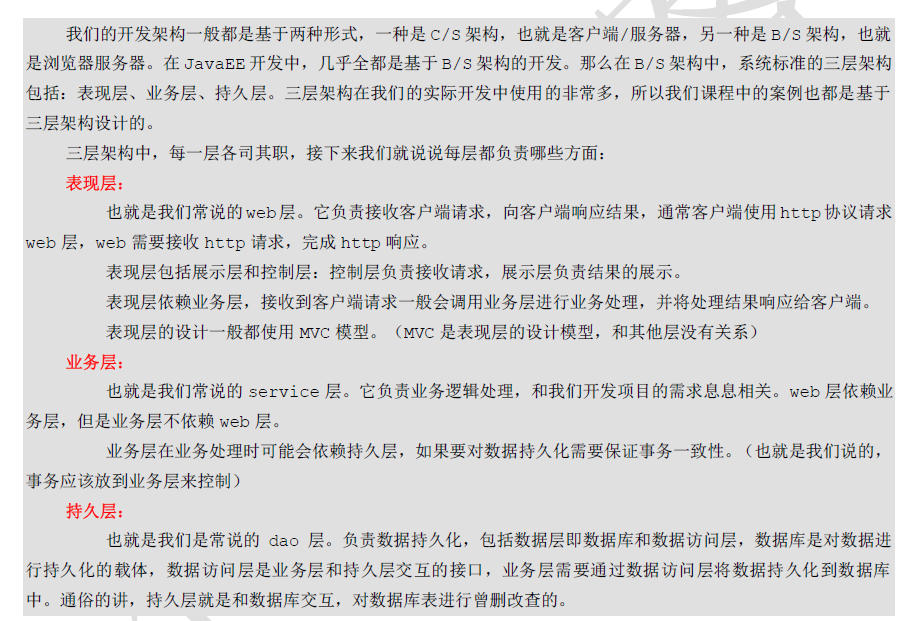 我们的开发架构一般都是基于两种形式，一种是 C/S 架构，也就是客户端/服务器，另一种是 B/S 架构，也就
是浏览器服务器。在 JavaEE 开发中，几乎全都是基于 B/S 架构的开发。那么在 B/S 架构中，系统标准的三层架构
包括：表现层、业务层、持久层。三层架构在我们的实际开发中使用的非常多，所以我们课程中的案例也都是基于
三层架构设计的。
三层架构中，每一层各司其职，接下来我们就说说每层都负责哪些方面：
表现层：
也就是我们常说的 web 层。它负责接收客户端请求，向客户端响应结果，通常客户端使用 http 协议请求
web 层，web 需要接收 http 请求，完成 http 响应。
表现层包括展示层和控制层：控制层负责接收请求，展示层负责结果的展示。
表现层依赖业务层，接收到客户端请求一般会调用业务层进行业务处理，并将处理结果响应给客户端。
表现层的设计一般都使用 MVC 模型。（MVC 是表现层的设计模型，和其他层没有关系）
业务层：
也就是我们常说的 service 层。它负责业务逻辑处理，和我们开发项目的需求息息相关。web 层依赖业
务层，但是业务层不依赖 web 层。
业务层在业务处理时可能会依赖持久层，如果要对数据持久化需要保证事务一致性。（也就是我们说的，
事务应该放到业务层来控制）
持久层：
也就是我们是常说的 dao 层。负责数据持久化，包括数据层即数据库和数据访问层，数据库是对数据进
行持久化的载体，数据访问层是业务层和持久层交互的接口，业务层需要通过数据访问层将数据持久化到数据库
中。通俗的讲，持久层就是和数据库交互，对数据库表进行曾删改查的。